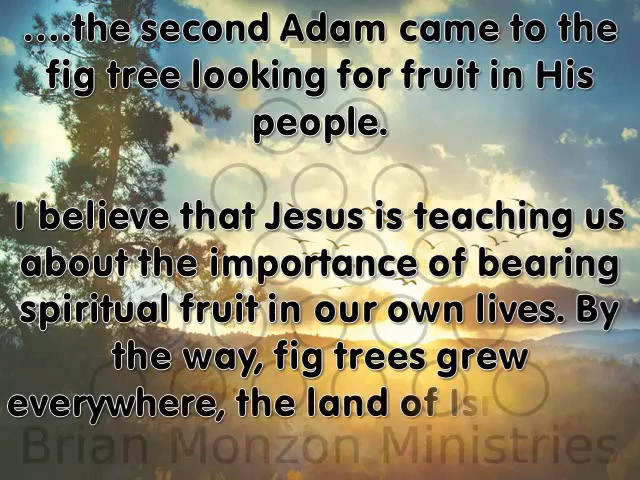 ....the second Adam came to the
fig tree looking for fruit in His
people.
I believe that Jesus is teaching us
about the importance of bearing
spiritual fruit in our own lives. By
the way, fig trees grew
everywhere, the land of
Brian Monzon Ministries